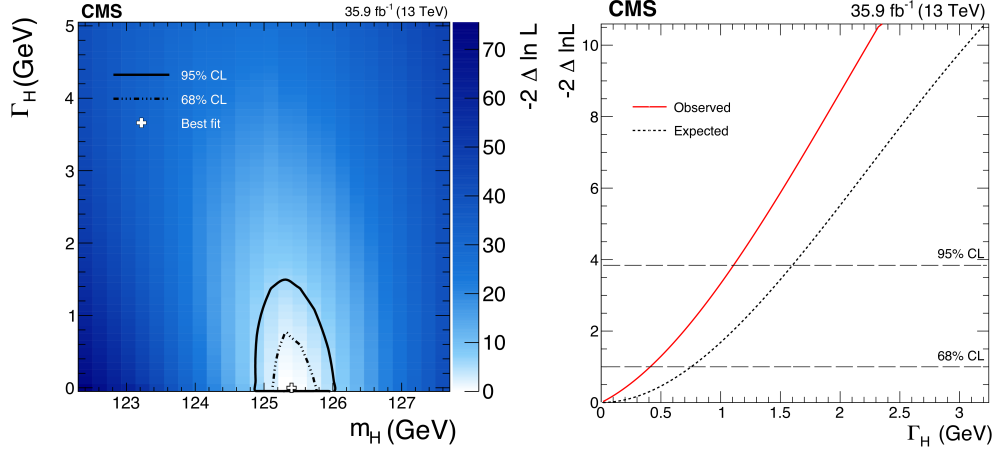 CMS 35.9 fb⁻¹ (13 TeV)
Γ_H (GeV)
5
4
3
2
1
0
95% CL
68% CL
Best fit
123 124 125 126 127
m_H (GeV)
70
60
50
40
30
20
10
0
-2 Δ ln L
CMS 35.9 fb⁻¹ (13 TeV)
-2 Δ lnL
10
8
6
4
2
0
Observed
Expected
95% CL
68% CL
0 0.5 1 1.5 2 2.5 3
Γ_H (GeV)